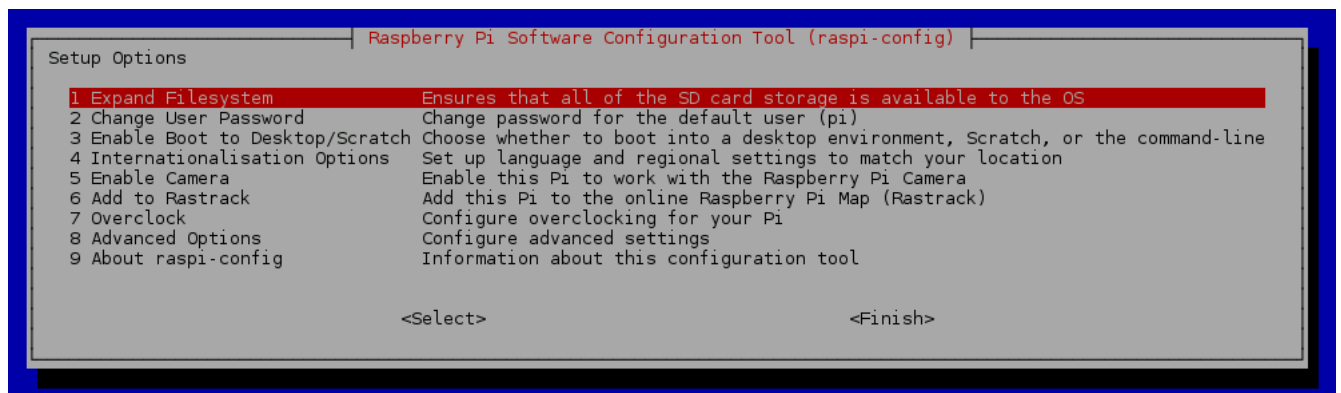 Raspberry Pi Software Configuration Tool (raspi-config)
Setup Options
1 Expand Filesystem Ensures that all of the SD card storage is available to the OS
2 Change User Password Change password for the default user (pi)
3 Enable Boot to Desktop/Scratch Choose whether to boot into a desktop environment, Scratch, or the command-line
4 Internationalisation Options Set up language and regional settings to match your location
5 Enable Camera Enable this Pi to work with the Raspberry Pi Camera
6 Add to Rastrack Add this Pi to the online Raspberry Pi Map (Rastrack)
7 Overclock Configure overclocking for your Pi
8 Advanced Options Configure advanced settings
9 About raspi-config Information about this configuration tool
<Select> <Finish>